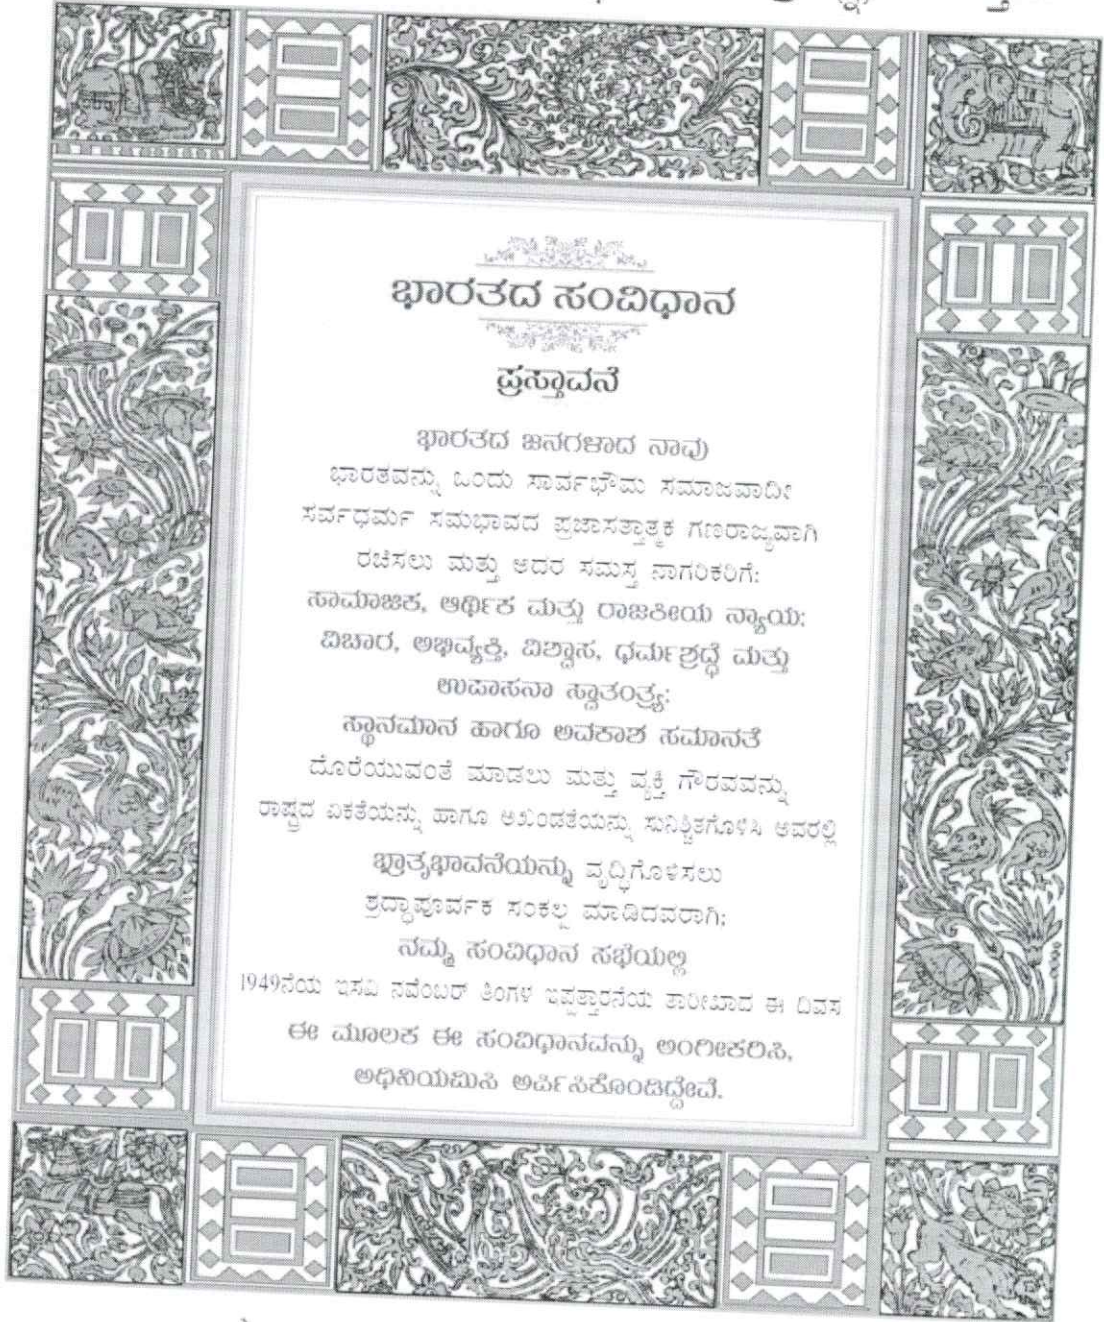 ಭಾರತದ ಸಂವಿಧಾನ
ಪ್ರಸ್ತಾವನೆ
ಭಾರತದ ಜನಗಳಾದ ನಾವು
ಭಾರತವನ್ನು ಒಂದು ಸಾರ್ವಭೌಮ ಸಮಾಜವಾದೀ
ಸರ್ವಧರ್ಮ ಸಮಭಾವದ ಪ್ರಜಾಸತ್ತಾತ್ಮಕ ಗಣರಾಜ್ಯವಾಗಿ
ರಚಿಸಲು ಮತ್ತು ಅದರ ಸಮಸ್ತ ನಾಗರಿಕರಿಗೆ:
ಸಾಮಾಜಿಕ, ಆರ್ಥಿಕ ಮತ್ತು ರಾಜಕೀಯ ನ್ಯಾಯ:
ವಿಚಾರ, ಅಭಿವ್ಯಕ್ತಿ, ವಿಶ್ವಾಸ, ಧರ್ಮಶ್ರದ್ಧೆ ಮತ್ತು
ಉಪಾಸನಾ ಸ್ವಾತಂತ್ರ್ಯ:
ಸ್ಥಾನಮಾನ ಹಾಗೂ ಅವಕಾಶ ಸಮಾನತೆ
ದೊರೆಯುವಂತೆ ಮಾಡಲು ಮತ್ತು ವ್ಯಕ್ತಿ ಗೌರವವನ್ನು
ರಾಷ್ಟ್ರದ ಏಕತೆಯನ್ನು ಹಾಗೂ ಅಖಂಡತೆಯನ್ನು ಸುನಿಶ್ಚಿತಗೊಳಿಸಿ ಅವರಲ್ಲಿ
ಭ್ರಾತೃಭಾವನೆಯನ್ನು ವೃದ್ಧಿಗೊಳಿಸಲು
ಶ್ರದ್ಧಾಪೂರ್ವಕ ಸಂಕಲ್ಪ ಮಾಡಿದವರಾಗಿ;
ನಮ್ಮ ಸಂವಿಧಾನ ಸಭೆಯಲ್ಲಿ
1949ನೆಯ ಇಸವಿ ನವೆಂಬರ್ ತಿಂಗಳ ಇಪ್ಪತ್ತಾರನೆಯ ತಾರೀಖಾದ ಈ ದಿವಸ
ಈ ಮೂಲಕ ಈ ಸಂವಿಧಾನವನ್ನು ಅಂಗೀಕರಿಸಿ,
ಅಧಿನಿಯಮಿಸಿ ಅರ್ಪಿಸಿಕೊಂಡಿದ್ದೇವೆ.